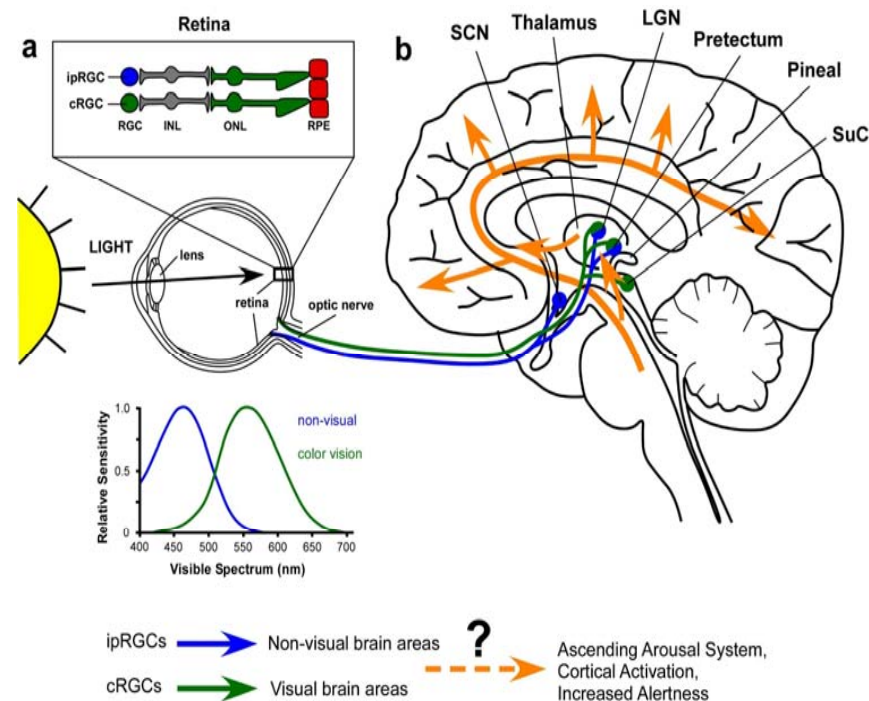 Retina
a
ipRGC
cRGC
RGC INL ONL RPE
LIGHT
lens
retina
optic nerve
b
SCN
Thalamus
LGN
Pretectum
Pineal
SuC
1.0
0.5
0
Relative Sensitivity
non-visual
color vision
400 450 500 550 600 650 700
Visible Spectrum (nm)
ipRGCs Non-visual brain areas
cRGCs Visual brain areas
?
Ascending Arousal System,
Cortical Activation,
Increased Alertness